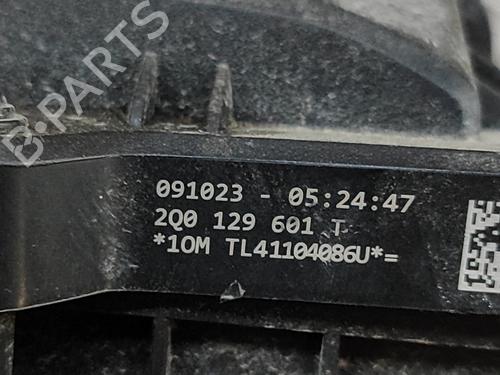 B-PARTS
091023 - 05:24:47
2Q0 129 601 T
*10M TL41104086U*=